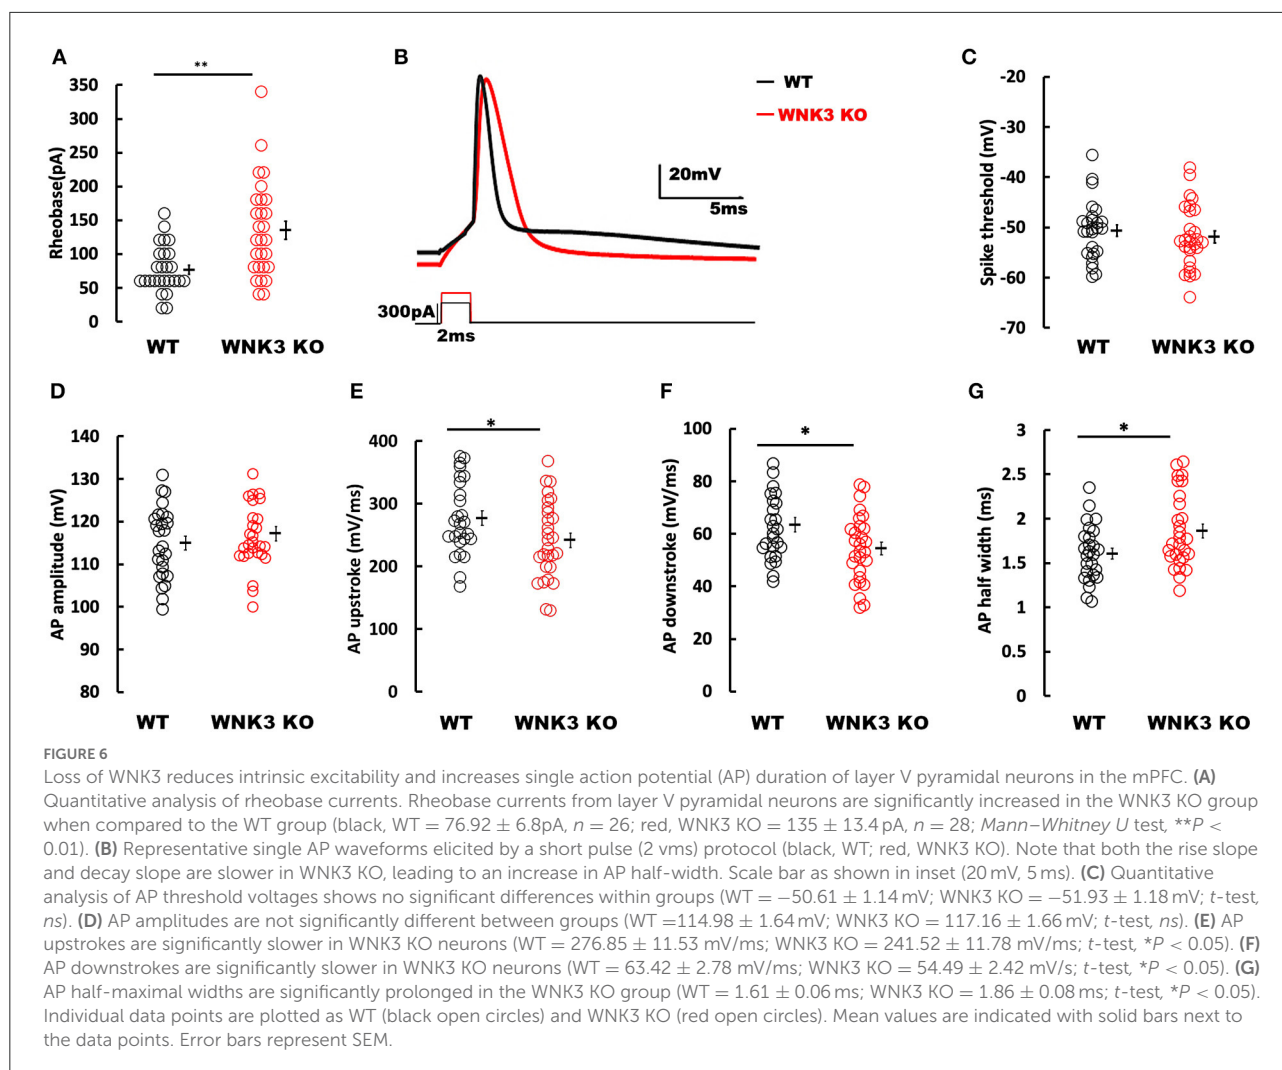 A
**
Rheobase(pA)
350
300
250
200
150
100
50
0
WT
WNK3 KO
B
WT
WNK3 KO
20mV
5ms
300pA
2ms
C
Spike threshold (mV)
-20
-30
-40
-50
-60
-70
WT
WNK3 KO
D
AP amplitude (mV)
140
130
120
110
100
90
80
WT
WNK3 KO
E
*
AP upstroke (mV/ms)
400
300
200
100
0
WT
WNK3 KO
F
*
AP downstroke (mV/ms)
100
80
60
40
20
0
WT
WNK3 KO
G
*
AP half width (ms)
3
2.5
2
1.5
1
0.5
0
WT
WNK3 KO
FIGURE 6
Loss of WNK3 reduces intrinsic excitability and increases single action potential (AP) duration of layer V pyramidal neurons in the mPFC. (A)
Quantitative analysis of rheobase currents. Rheobase currents from layer V pyramidal neurons are significantly increased in the WNK3 KO group
when compared to the WT group (black, WT = 76.92 ± 6.8pA, n = 26; red, WNK3 KO = 135 ± 13.4 pA, n = 28; Mann–Whitney U test, **P <
0.01). (B) Representative single AP waveforms elicited by a short pulse (2 vms) protocol (black, WT; red, WNK3 KO). Note that both the rise slope
and decay slope are slower in WNK3 KO, leading to an increase in AP half-width. Scale bar as shown in inset (20 mV, 5 ms). (C) Quantitative
analysis of AP threshold voltages shows no significant differences within groups (WT = −50.61 ± 1.14 mV; WNK3 KO = −51.93 ± 1.18 mV; t-test,
ns). (D) AP amplitudes are not significantly different between groups (WT =114.98 ± 1.64 mV; WNK3 KO = 117.16 ± 1.66 mV; t-test, ns). (E) AP
upstrokes are significantly slower in WNK3 KO neurons (WT = 276.85 ± 11.53 mV/ms; WNK3 KO = 241.52 ± 11.78 mV/ms; t-test, *P < 0.05). (F)
AP downstrokes are significantly slower in WNK3 KO neurons (WT = 63.42 ± 2.78 mV/ms; WNK3 KO = 54.49 ± 2.42 mV/s; t-test, *P < 0.05). (G)
AP half-maximal widths are significantly prolonged in the WNK3 KO group (WT = 1.61 ± 0.06 ms; WNK3 KO = 1.86 ± 0.08 ms; t-test, *P < 0.05).
Individual data points are plotted as WT (black open circles) and WNK3 KO (red open circles). Mean values are indicated with solid bars next to
the data points. Error bars represent SEM.